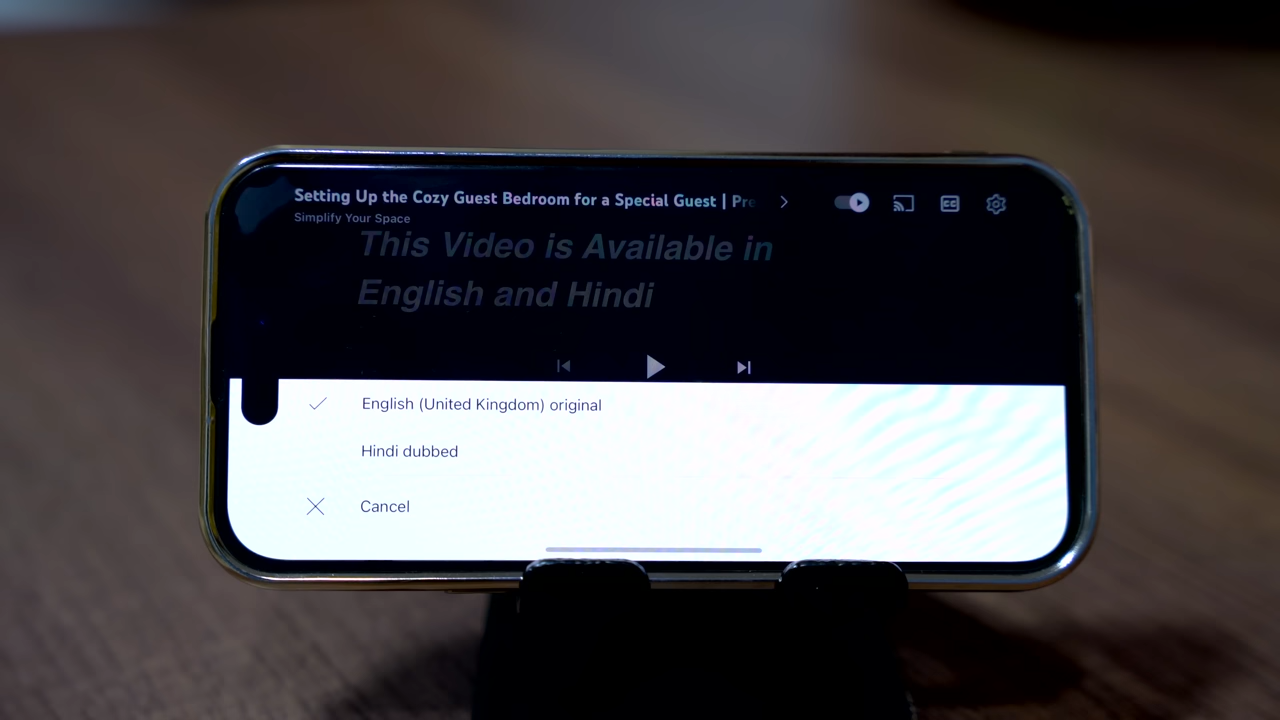 Setting Up the Cozy Guest Bedroom for a Special Guest | Pre
Simplify Your Space
This Video is Available in
English and Hindi
English (United Kingdom) original
Hindi dubbed
Cancel